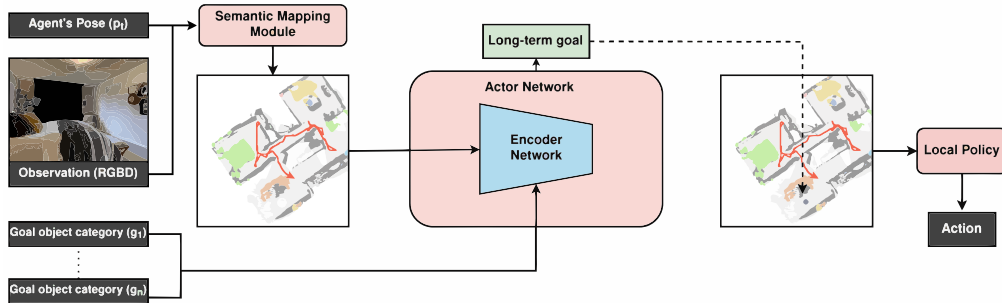 Agent's Pose (pt)
Semantic Mapping
Module
Observation (RGBD)
Goal object category (g1)
Goal object category (gn)
Long-term goal
Actor Network
Encoder
Network
Local Policy
Action